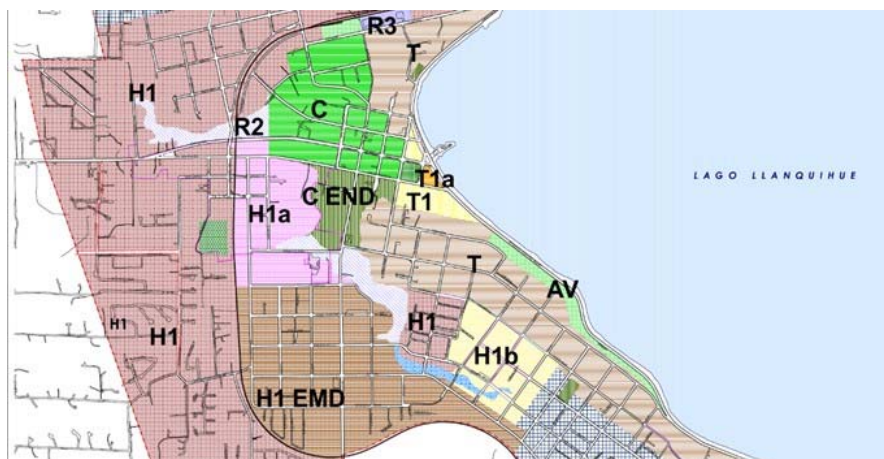 R3
T
H1
C
R2
LAGO LLANQUIHUE
T1a
C END
T1
H1a
T
AV
H1
H1
H1
H1b
H1 EMD